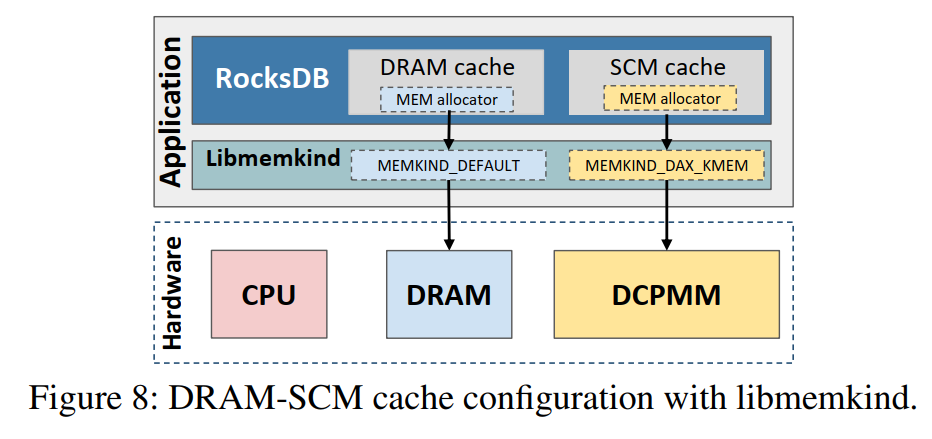 Application
RocksDB
DRAM cache
MEM allocator
SCM cache
MEM allocator
Libmemkind
MEMKIND_DEFAULT
MEMKIND_DAX_KMEM
Hardware
CPU
DRAM
DCPMM
Figure 8: DRAM-SCM cache configuration with libmemkind.